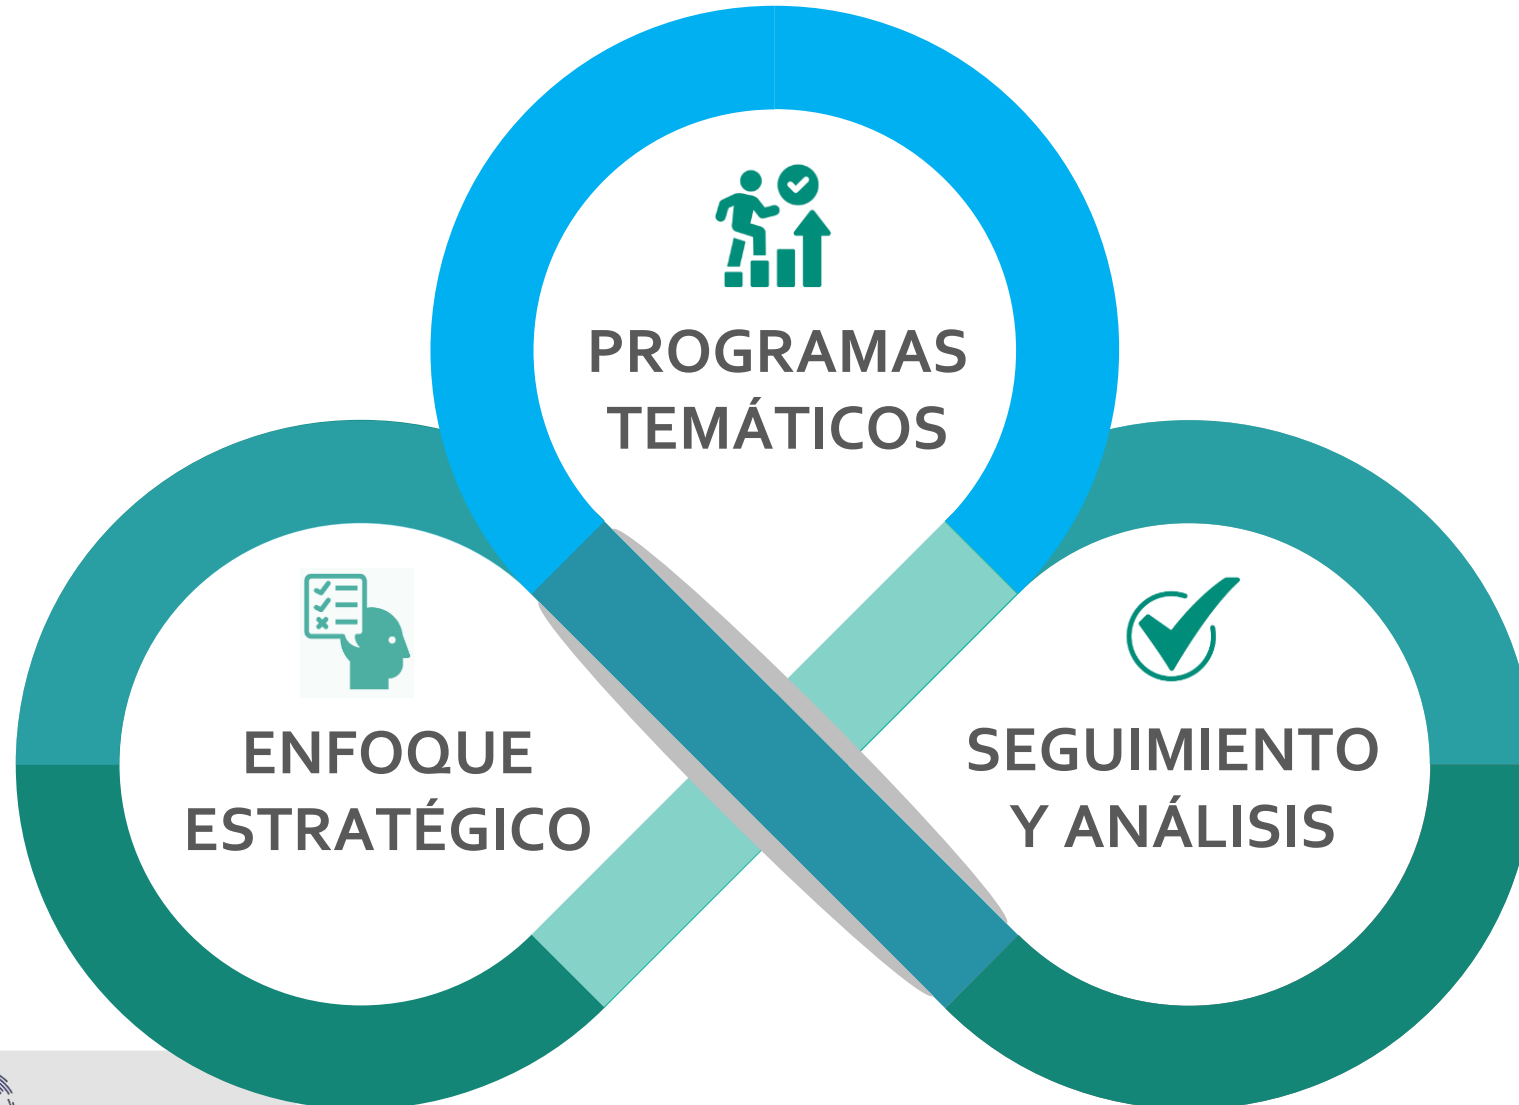 PROGRAMAS
TEMÁTICOS
ENFOQUE
ESTRATÉGICO
SEGUIMIENTO
Y ANÁLISIS